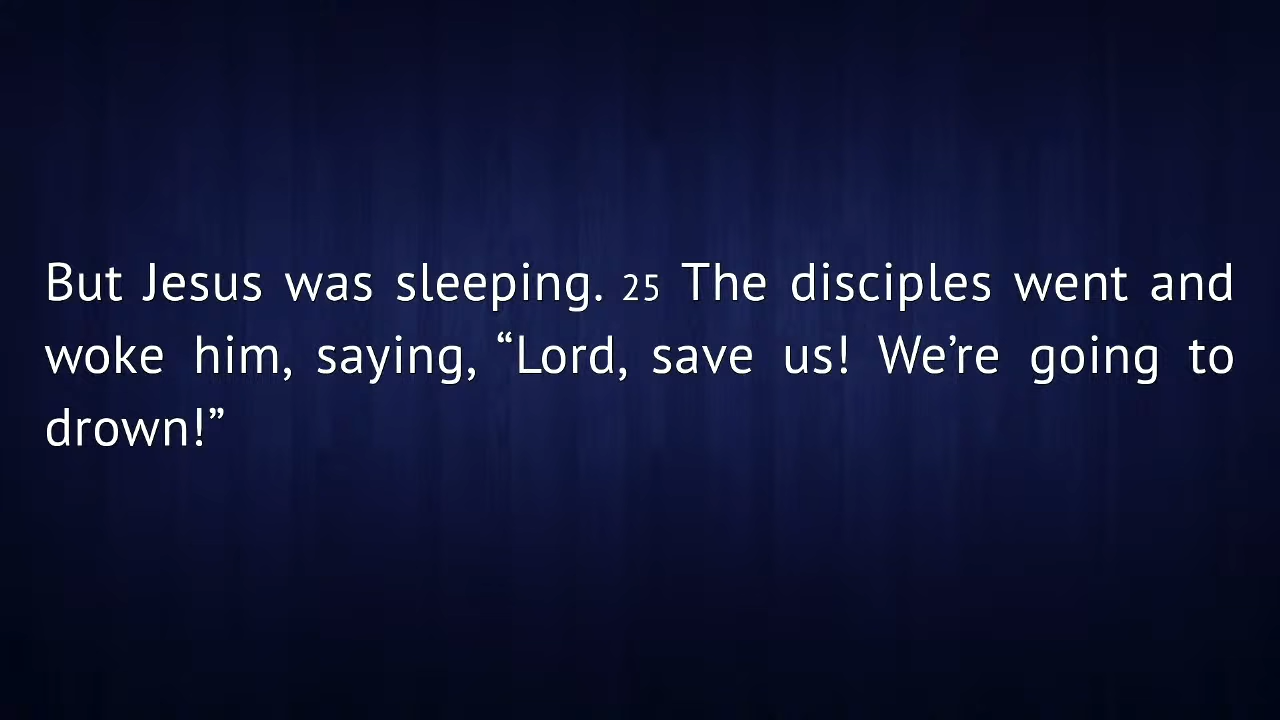 But Jesus was sleeping. 25 The disciples went and
woke him, saying, “Lord, save us! We’re going to
drown!”